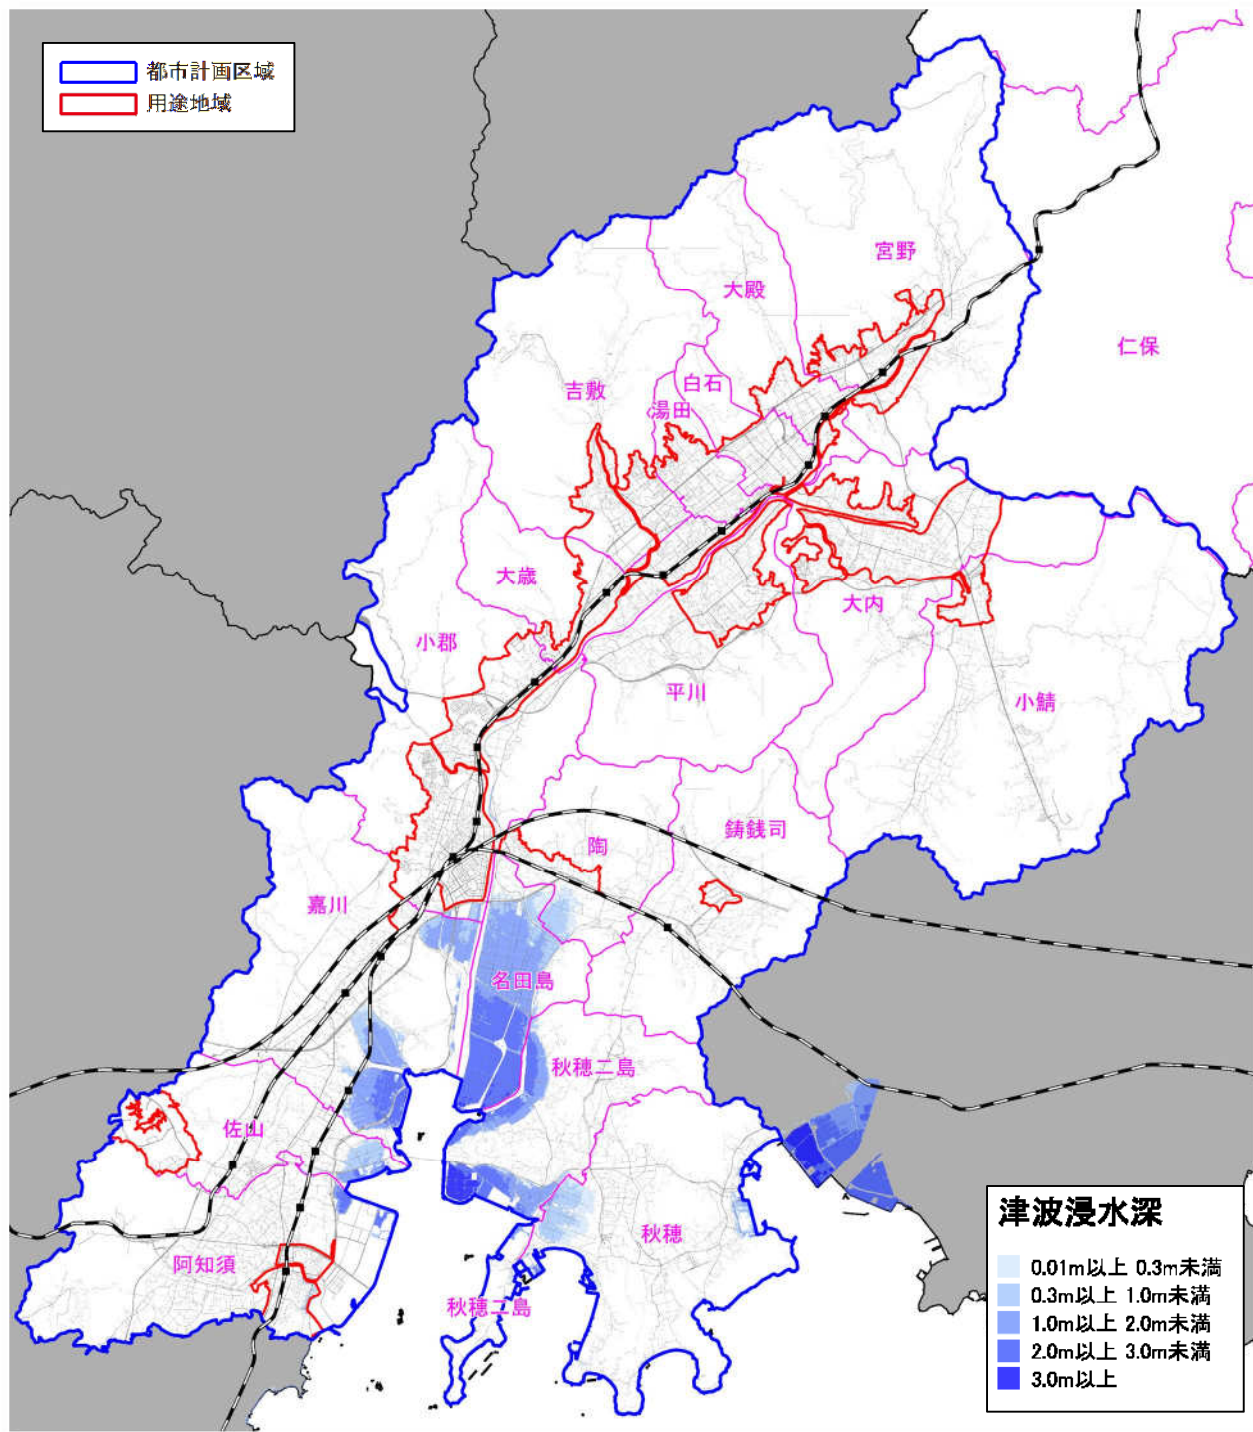 都市計画区域
用途地域
宮野
大殿
仁保
白石
吉敷
湯田
大歳
大内
小郡
平川
小鯖
鋳銭司
陶
嘉川
名田島
秋穂二島
佐山
秋穂
阿知須
秋穂二島
津波浸水深
0.01m以上 0.3m未満
0.3m以上 1.0m未満
1.0m以上 2.0m未満
2.0m以上 3.0m未満
3.0m以上